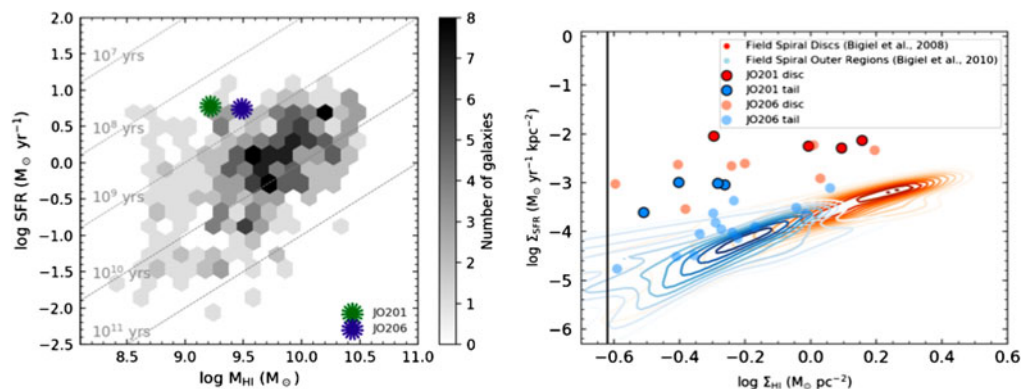 2.0
1.5
1.0
0.5
0.0
−0.5
−1.0
−1.5
−2.0
−2.5
log SFR (M⊙ yr⁻¹)
10⁷ yrs
10⁸ yrs
10⁹ yrs
10¹⁰ yrs
10¹¹ yrs
JO201
JO206
8.5 9.0 9.5 10.0 10.5 11.0
log M_HI (M⊙)
8
7
6
5
4
3
2
1
0
Number of galaxies
0
−1
−2
−3
−4
−5
−6
log Σ_SFR (M⊙ yr⁻¹ kpc⁻²)
Field Spiral Discs (Bigiel et al., 2008)
Field Spiral Outer Regions (Bigiel et al., 2010)
JO201 disc
JO201 tail
JO206 disc
JO206 tail
−0.6 −0.4 −0.2 0.0 0.2 0.4 0.6
log Σ_HI (M⊙ pc⁻²)